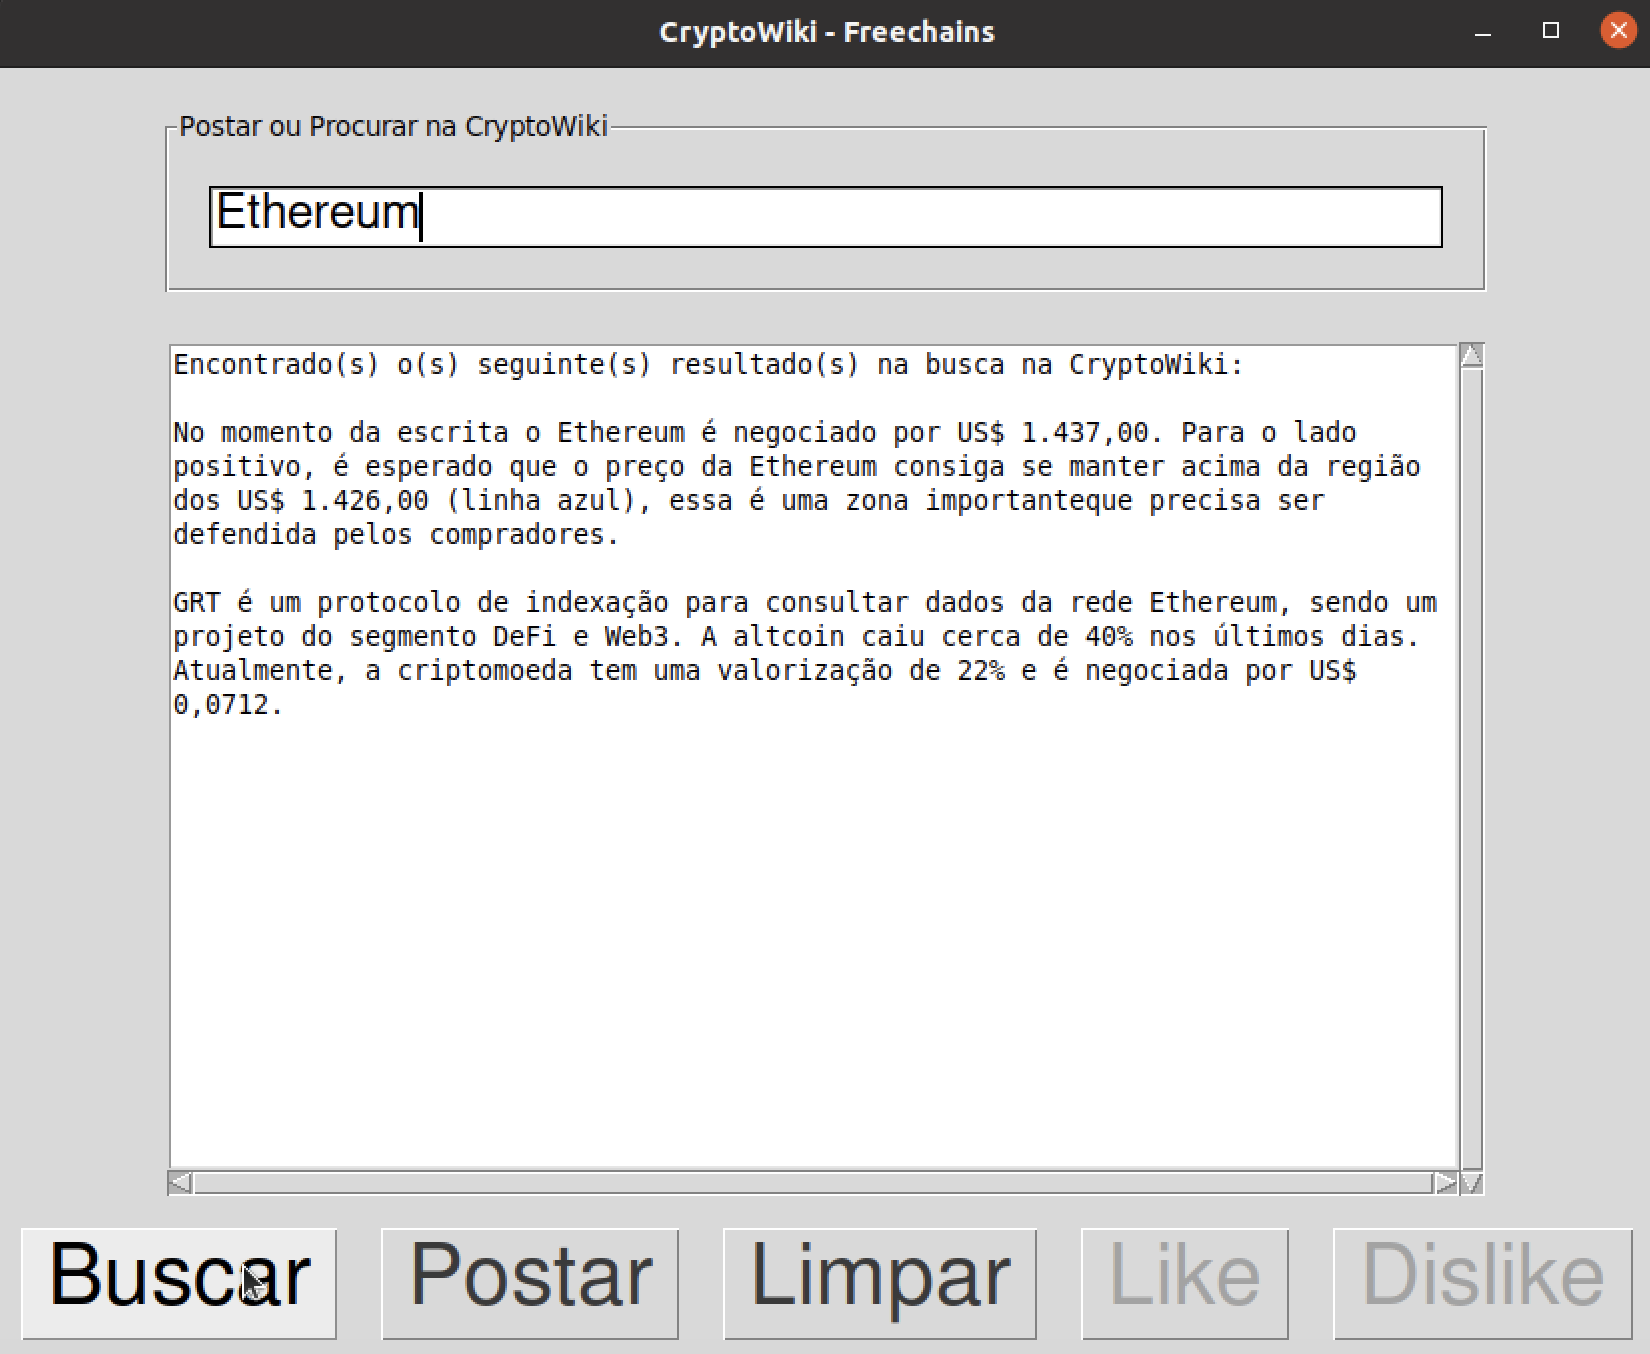 CryptoWiki - Freechains
Postar ou Procurar na CryptoWiki
Ethereum
Encontrado(s) o(s) seguinte(s) resultado(s) na busca na CryptoWiki:
No momento da escrita o Ethereum é negociado por US$ 1.437,00. Para o lado
positivo, é esperado que o preço da Ethereum consiga se manter acima da região
dos US$ 1.426,00 (linha azul), essa é uma zona importanteque precisa ser
defendida pelos compradores.
GRT é um protocolo de indexação para consultar dados da rede Ethereum, sendo um
projeto do segmento DeFi e Web3. A altcoin caiu cerca de 40% nos últimos dias.
Atualmente, a criptomoeda tem uma valorização de 22% e é negociada por US$
0,0712.
Buscar Postar Limpar Like Dislike